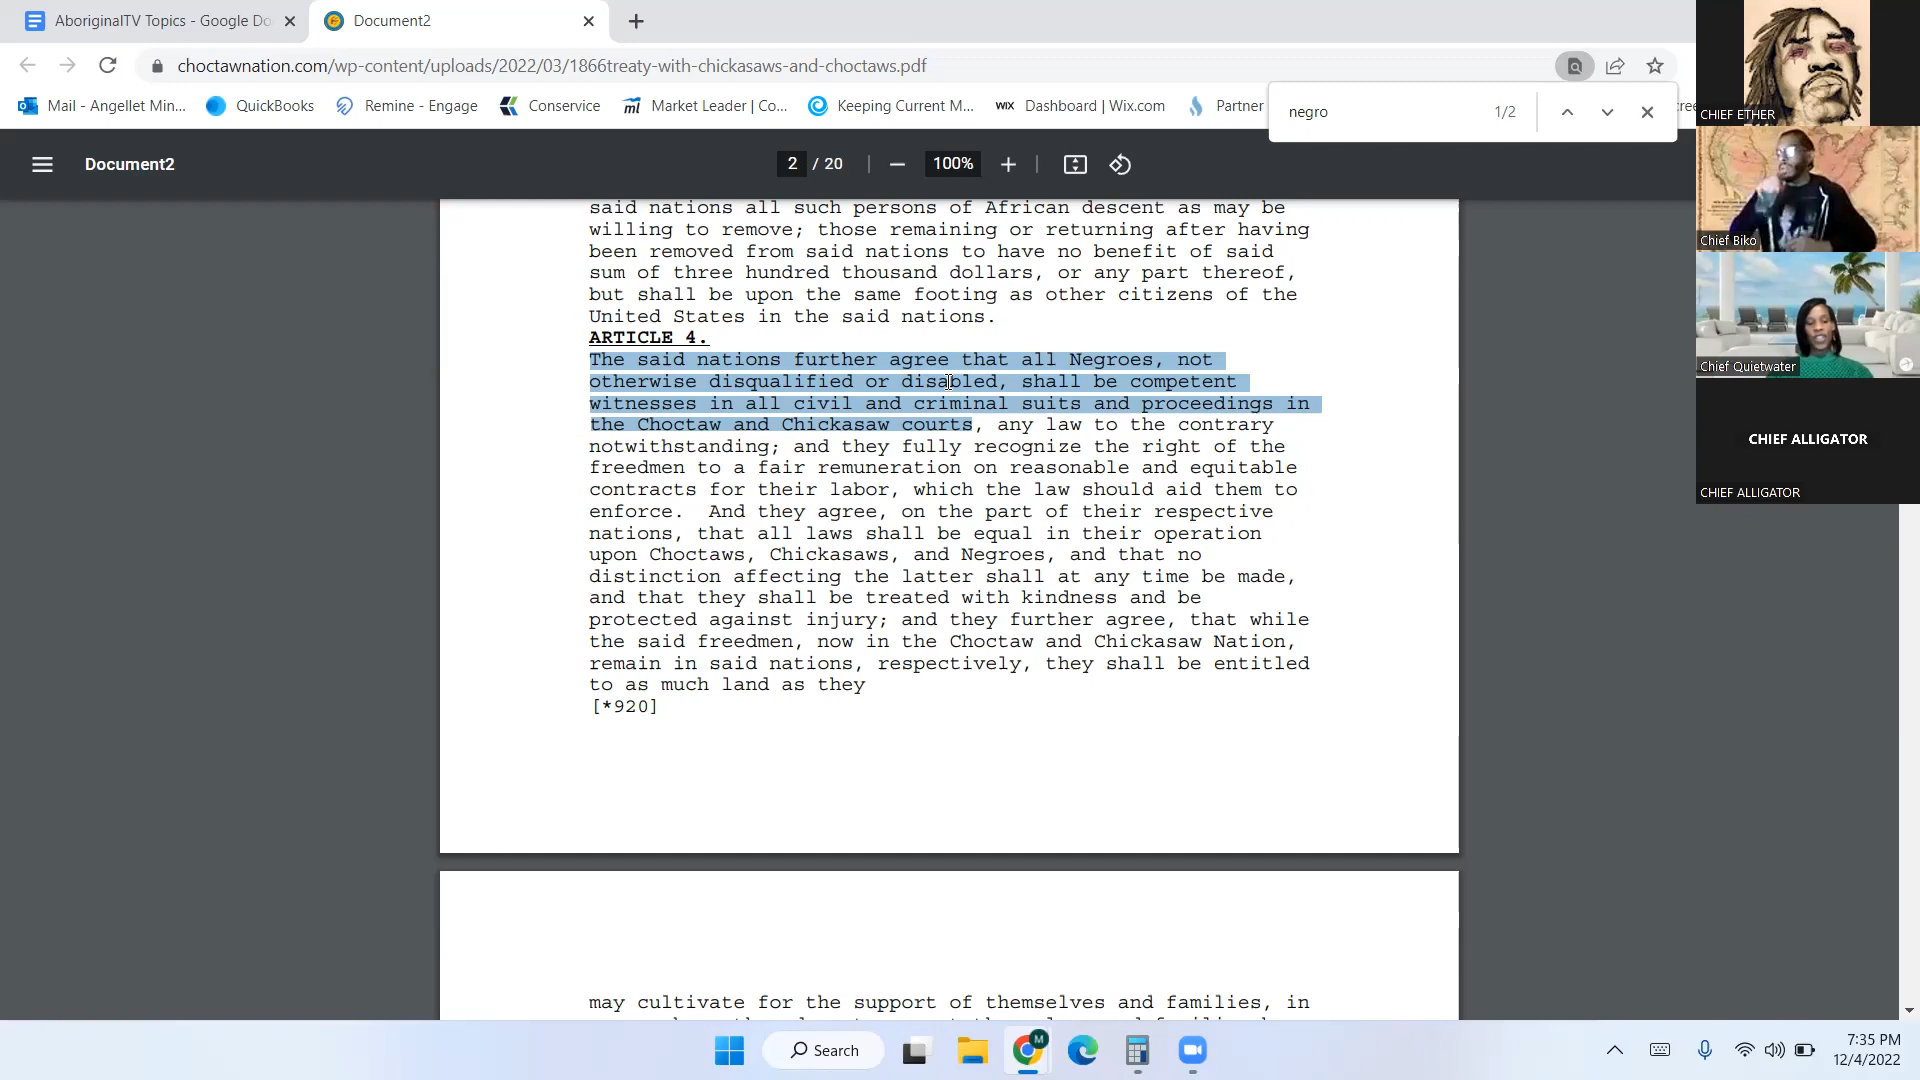 AboriginalTV Topics - Google Do
Document2
choctawnation.com/wp-content/uploads/2022/03/1866treaty-with-chickasaws-and-choctaws.pdf
Mail - Angellet Min...
QuickBooks
Remine - Engage
Conservice
Market Leader | Co...
Keeping Current M...
Dashboard | Wix.com
Partner
negro
1/2
Document2
2 / 20
100%
said nations all such persons of African descent as may be
willing to remove; those remaining or returning after having
been removed from said nations to have no benefit of said
sum of three hundred thousand dollars, or any part thereof,
but shall be upon the same footing as other citizens of the
United States in the said nations.
ARTICLE 4.
The said nations further agree that all Negroes, not
otherwise disqualified or disabled, shall be competent
witnesses in all civil and criminal suits and proceedings in
the Choctaw and Chickasaw courts, any law to the contrary
notwithstanding; and they fully recognize the right of the
freedmen to a fair remuneration on reasonable and equitable
contracts for their labor, which the law should aid them to
enforce. And they agree, on the part of their respective
nations, that all laws shall be equal in their operation
upon Choctaws, Chickasaws, and Negroes, and that no
distinction affecting the latter shall at any time be made,
and that they shall be treated with kindness and be
protected against injury; and they further agree, that while
the said freedmen, now in the Choctaw and Chickasaw Nation,
remain in said nations, respectively, they shall be entitled
to as much land as they
[*920]
may cultivate for the support of themselves and families, in
CHIEF ETHER
Chief Biko
Chief Quietwater
CHIEF ALLIGATOR
CHIEF ALLIGATOR
Search
7:35 PM
12/4/2022